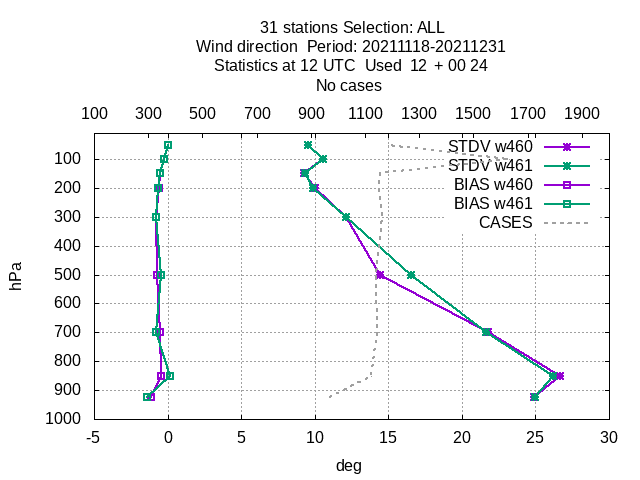 31 stations Selection: ALL
Wind direction  Period: 20211118-20211231
Statistics at 12 UTC  Used  12 + 00 24
No cases
100 300 500 700 900 1100 1300 1500 1700 1900
STDV w460
STDV w461
BIAS w460
BIAS w461
CASES
100
200
300
400
500
600
700
800
900
1000
hPa
-5 0 5 10 15 20 25 30
deg